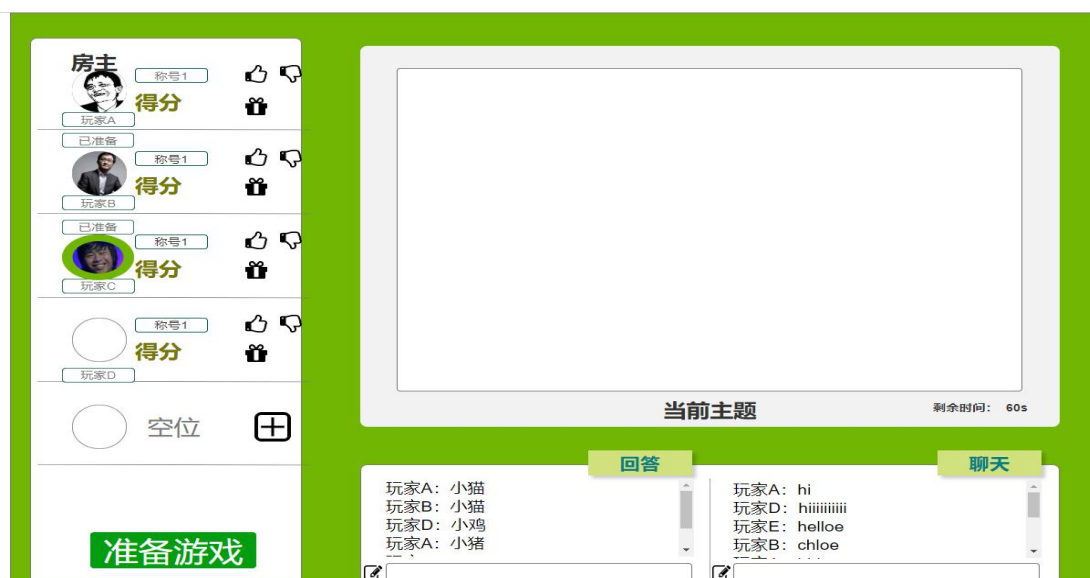 房主
称号1
得分
玩家A
已准备
称号1
得分
玩家B
已准备
称号1
得分
玩家C
称号1
得分
玩家D
空位
准备游戏
当前主题
剩余时间： 60s
回答
玩家A：小猫
玩家B：小猫
玩家D：小鸡
玩家A：小猪
聊天
玩家A：hi
玩家D：hiiiiiiiii
玩家E：helloe
玩家B：chloe